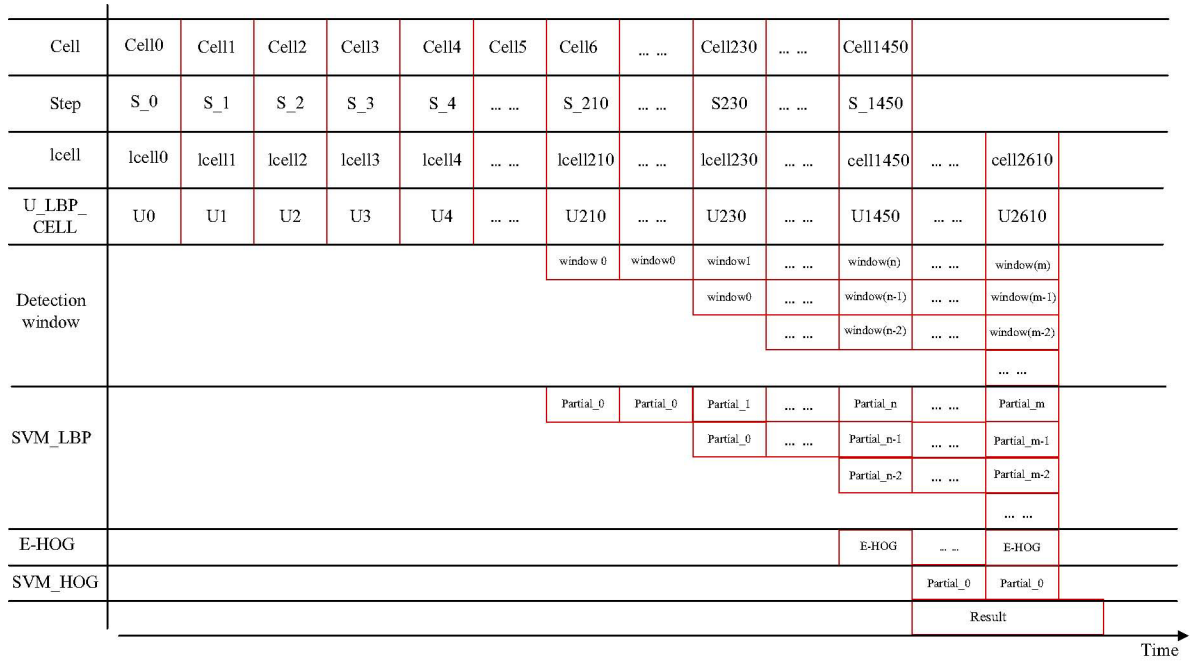 Cell Cell0 Cell1 Cell2 Cell3 Cell4 Cell5 Cell6 ... ... Cell230 ... ... Cell1450
Step S_0 S_1 S_2 S_3 S_4 ... ... S_210 ... ... S230 ... ... S_1450
lcell lcell0 lcell1 lcell2 lcell3 lcell4 ... ... lcell210 ... ... lcell230 ... ... cell1450 ... ... cell2610
U_LBP_
CELL U0 U1 U2 U3 U4 ... ... U210 ... ... U230 ... ... U1450 ... ... U2610
window 0 window0 window1 ... ... window(n) ... ... window(m)
Detection
window
window0 ... ... window(n-1) ... ... window(m-1)
... ... window(n-2) ... ... window(m-2)
... ...
Partial_0 Partial_0 Partial_1 ... ... Partial_n ... ... Partial_m
SVM_LBP Partial_0 ... ... Partial_n-1 ... ... Partial_m-1
Partial_n-2 ... ... Partial_m-2
... ...
E-HOG E-HOG ... ... E-HOG
SVM_HOG Partial_0 Partial_0
Result
Time